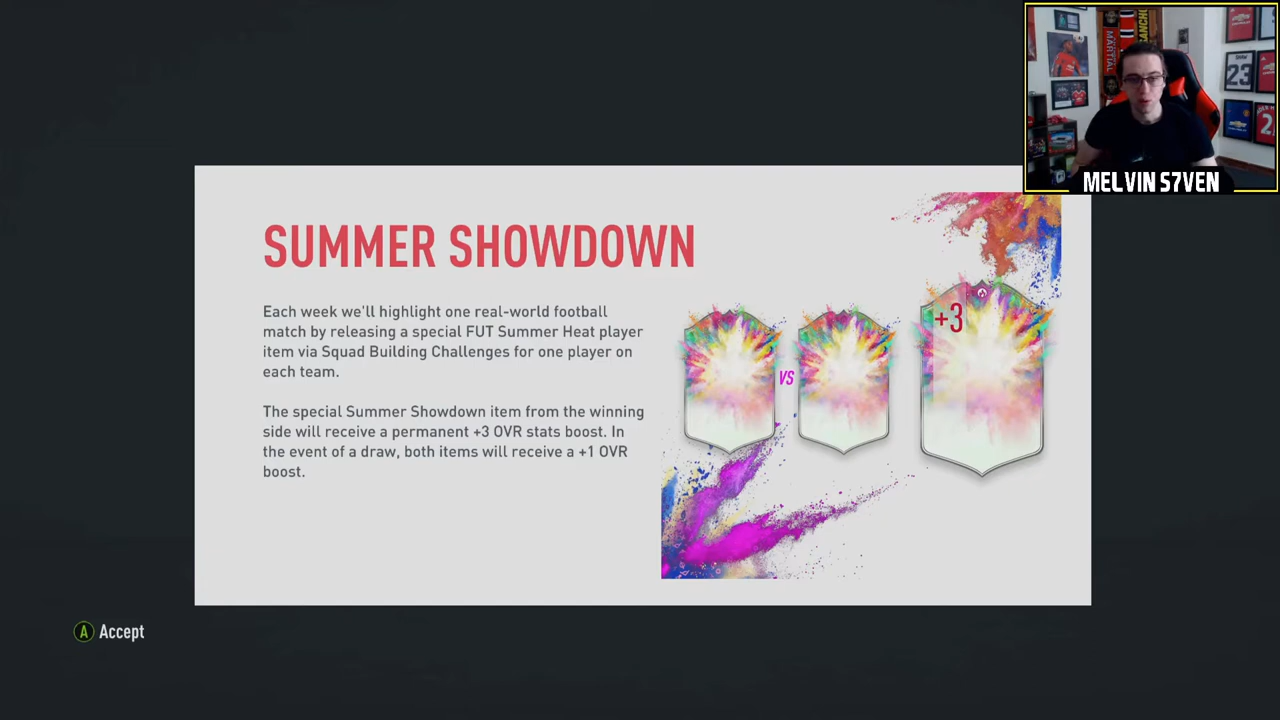 MARTIAL
SANCHO
23
MELVIN S7VEN
SUMMER SHOWDOWN
Each week we'll highlight one real-world football
match by releasing a special FUT Summer Heat player
item via Squad Building Challenges for one player on
each team.
The special Summer Showdown item from the winning
side will receive a permanent +3 OVR stats boost. In
the event of a draw, both items will receive a +1 OVR
boost.
VS
+3
A Accept